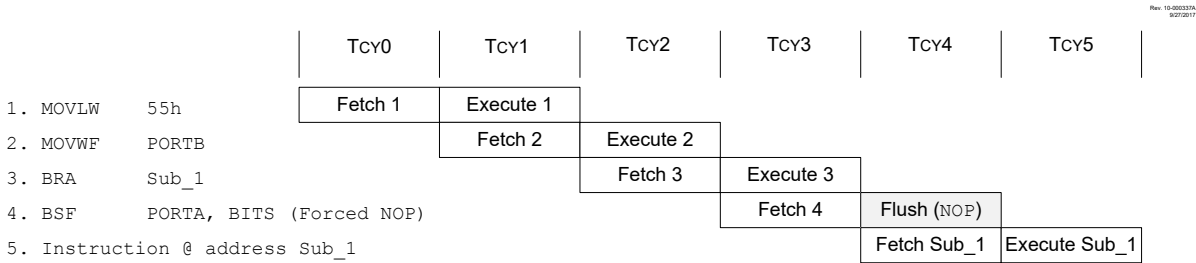 Rev. 10-000337A
9/27/2017
TCY0 TCY1 TCY2 TCY3 TCY4 TCY5
1. MOVLW 55h Fetch 1 Execute 1
2. MOVWF PORTB Fetch 2 Execute 2
3. BRA Sub_1 Fetch 3 Execute 3
4. BSF PORTA, BITS (Forced NOP) Fetch 4 Flush (NOP)
5. Instruction @ address Sub_1 Fetch Sub_1 Execute Sub_1